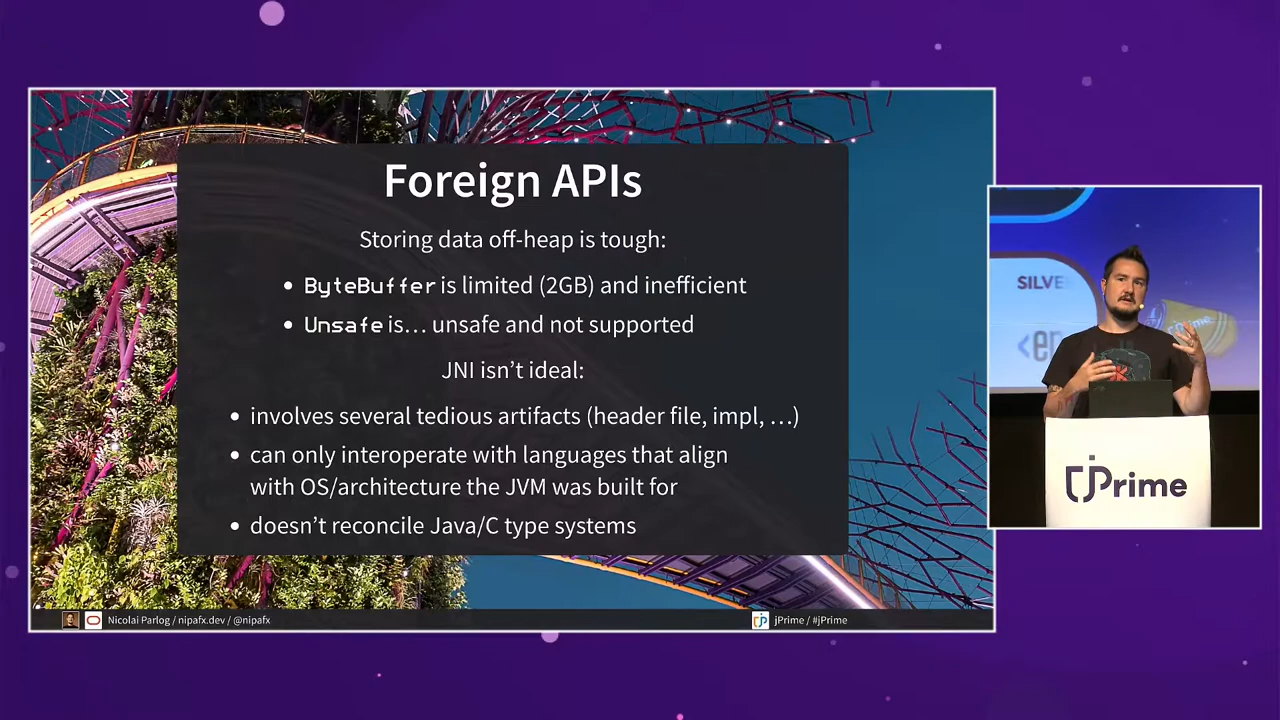 Foreign APIs
Storing data off-heap is tough:
• ByteBuffer is limited (2GB) and inefficient
• Unsafe is… unsafe and not supported
JNI isn’t ideal:
• involves several tedious artifacts (header file, impl, …)
• can only interoperate with languages that align
with OS/architecture the JVM was built for
• doesn’t reconcile Java/C type systems
Nicolai Parlog / nipafx.dev / @nipafx
jPrime / #jPrime
jPrime